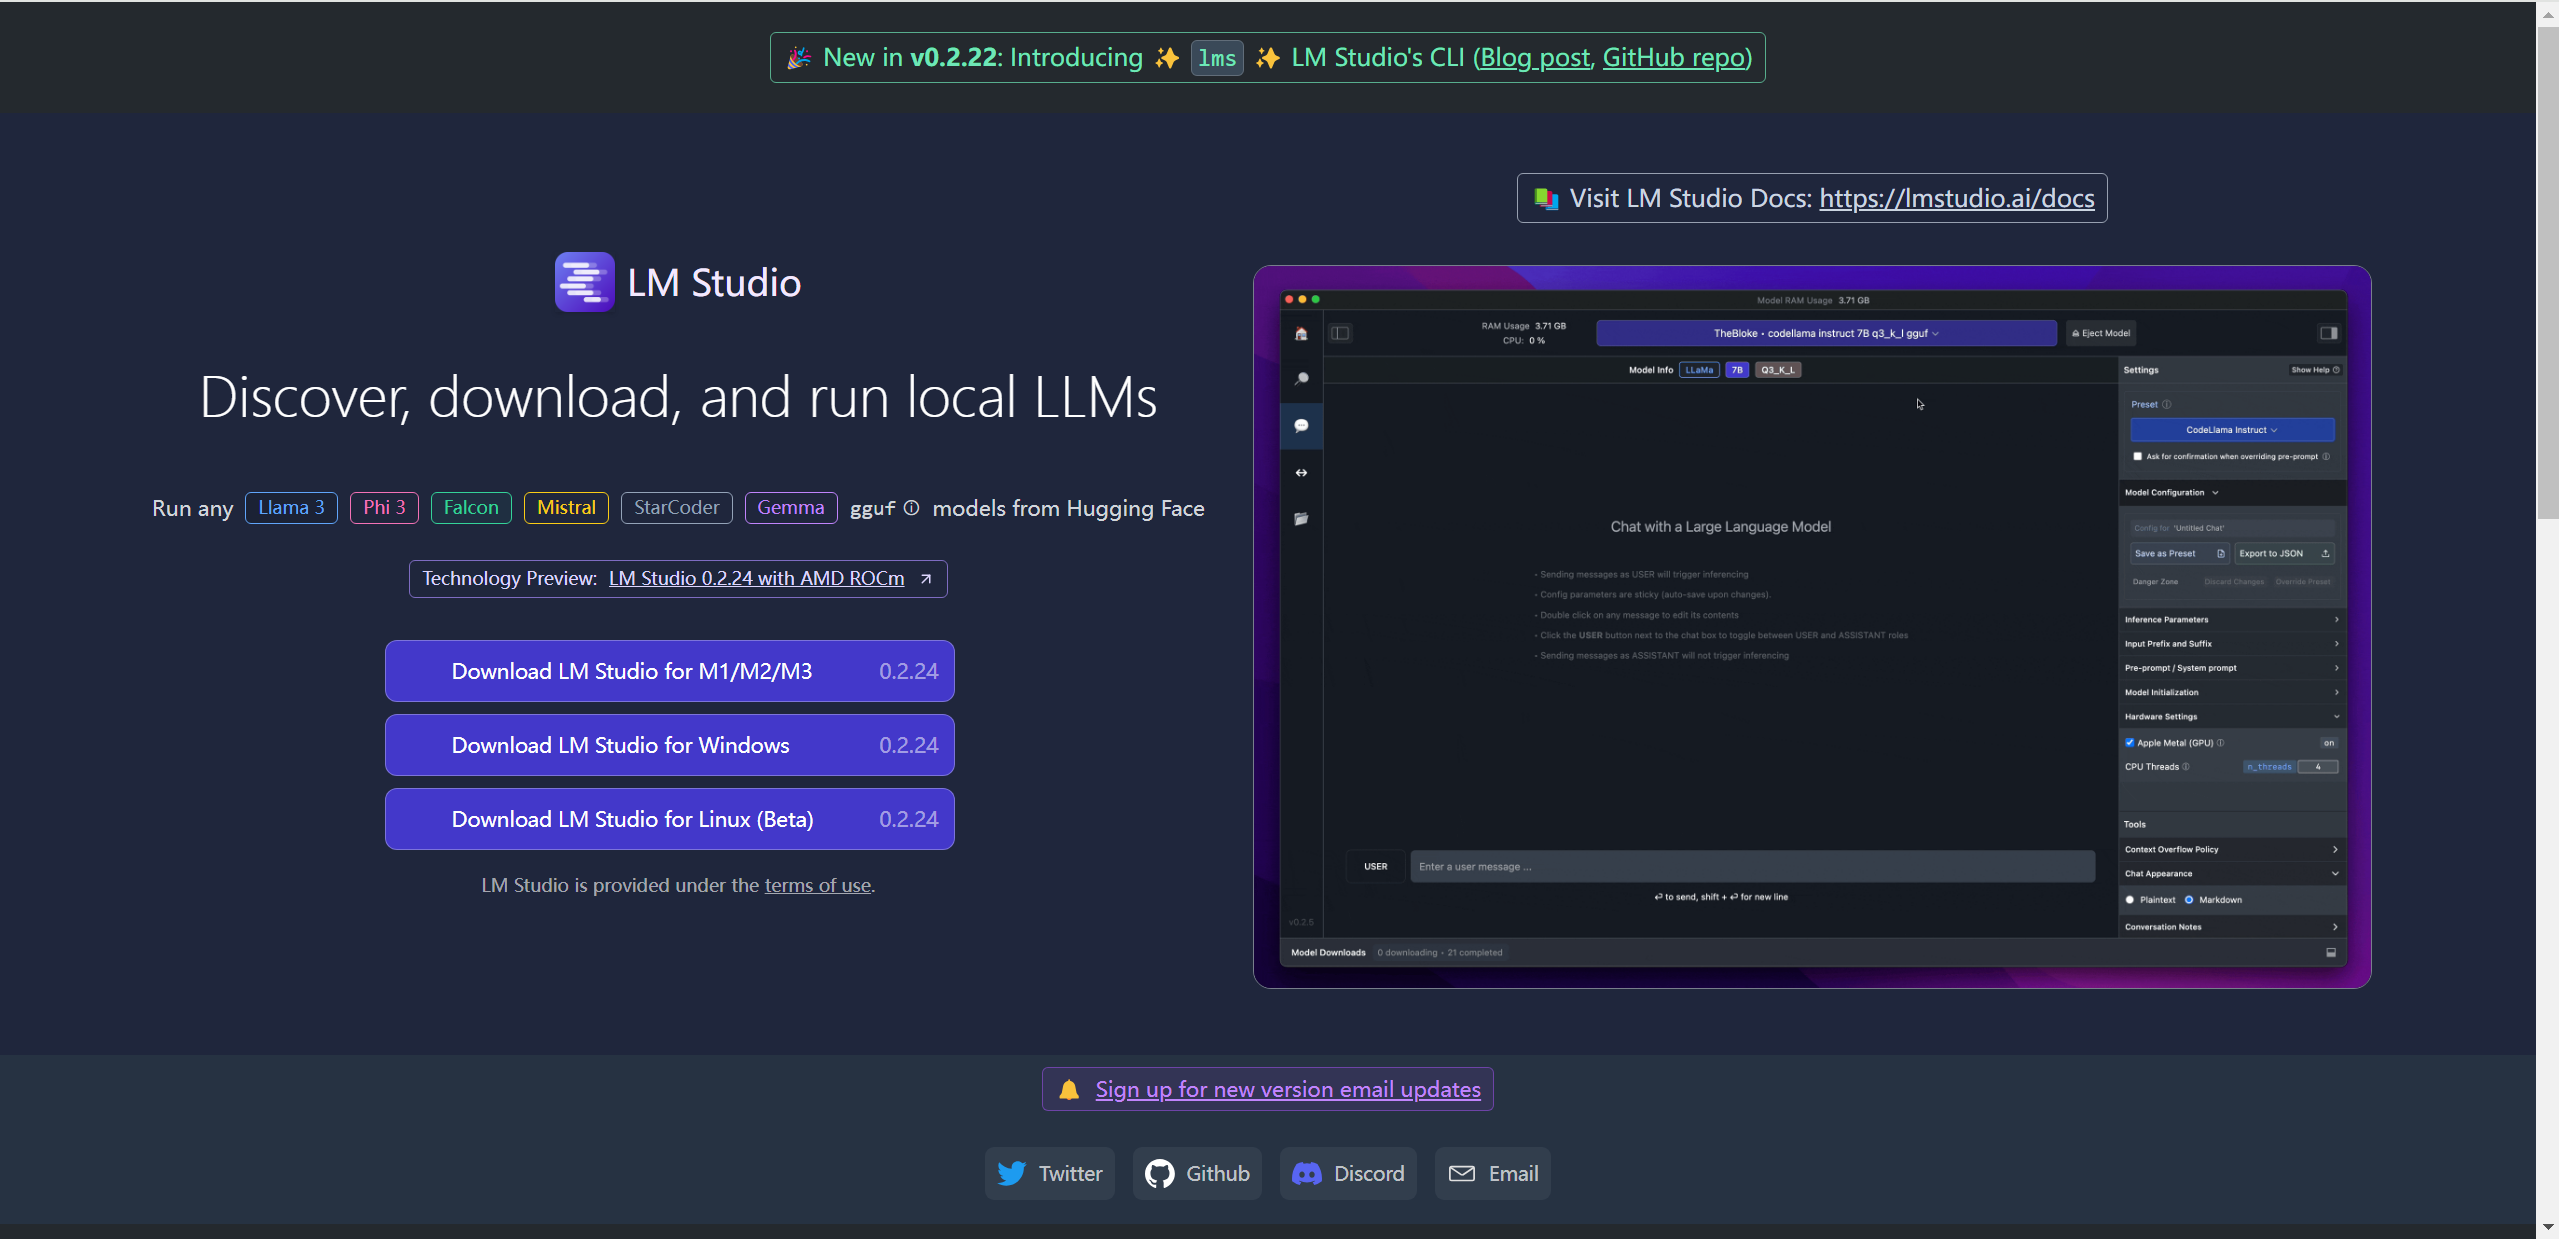 New in v0.2.22: Introducing ✨ lms ✨ LM Studio's CLI (Blog post, GitHub repo)
Visit LM Studio Docs: https://lmstudio.ai/docs
LM Studio
Discover, download, and run local LLMs
Run any Llama 3 Phi 3 Falcon Mistral StarCoder Gemma gguf models from Hugging Face
Technology Preview: LM Studio 0.2.24 with AMD ROCm
Download LM Studio for M1/M2/M3 0.2.24
Download LM Studio for Windows 0.2.24
Download LM Studio for Linux (Beta) 0.2.24
LM Studio is provided under the terms of use.
Model RAM Usage 3.71 GB
RAM Usage 3.71 GB
CPU: 0 %
TheBloke • codellama instruct 7B q3_k_l gguf
Eject Model
Model Info LLaMa 7B Q3_K_L
Chat with a Large Language Model
• Sending messages as USER will trigger inferencing
• Config parameters are sticky (auto-save upon changes).
• Double click on any message to edit its contents
• Click the USER button next to the chat box to toggle between USER and ASSISTANT roles
• Sending messages as ASSISTANT will not trigger inferencing
USER
Enter a user message ...
⏎ to send, shift + ⏎ for new line
v0.2.5
Model Downloads 0 downloading • 21 completed
Settings Show Help
Preset
CodeLlama Instruct
Ask for confirmation when overriding pre-prompt
Model Configuration
Config for 'Untitled Chat'
Save as Preset Export to JSON
Danger Zone Discard Changes Override Preset
Inference Parameters
Input Prefix and Suffix
Pre-prompt / System prompt
Model Initialization
Hardware Settings
Apple Metal (GPU) on
CPU Threads n_threads 4
Tools
Context Overflow Policy
Chat Appearance
Plaintext Markdown
Conversation Notes
Sign up for new version email updates
Twitter Github Discord Email